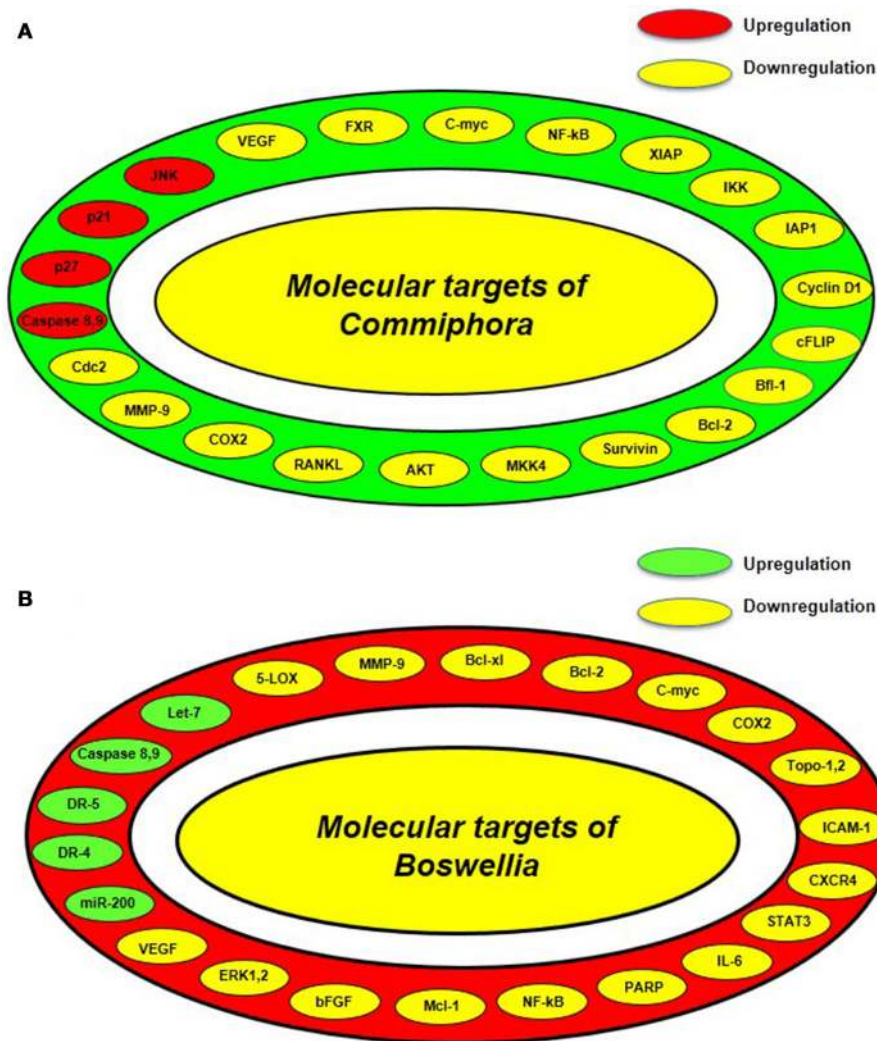 A
Upregulation
Downregulation
VEGF
FXR
C-myc
NF-kB
XIAP
IKK
IAP1
Cyclin D1
cFLIP
Bfl-1
Bcl-2
Survivin
MKK4
AKT
RANKL
COX2
MMP-9
Cdc2
Caspase 8,9
p27
p21
JNK
Molecular targets of
Commiphora
B
Upregulation
Downregulation
5-LOX
MMP-9
Bcl-xl
Bcl-2
C-myc
COX2
Topo-1,2
ICAM-1
CXCR4
STAT3
IL-6
PARP
NF-kB
Mcl-1
bFGF
ERK1,2
VEGF
miR-200
DR-4
DR-5
Caspase 8,9
Let-7
Molecular targets of
Boswellia